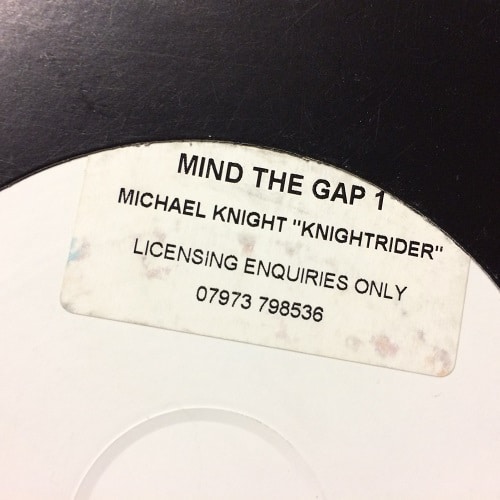 MIND THE GAP 1
MICHAEL KNIGHT "KNIGHTRIDER"
LICENSING ENQUIRIES ONLY
07973 798536